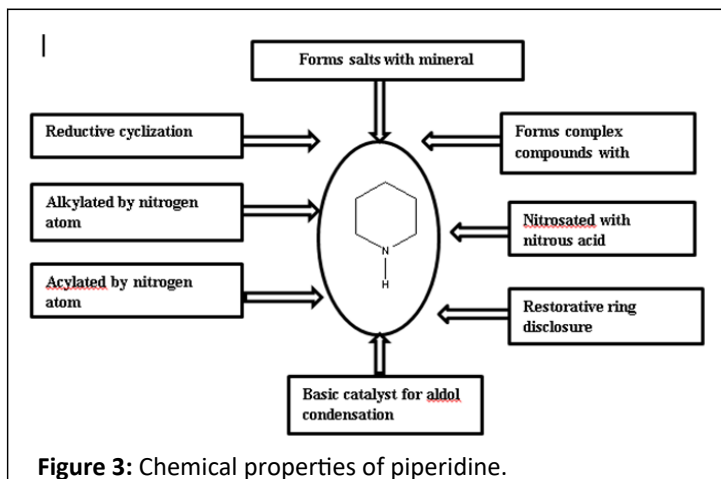 Forms salts with mineral
Reductive cyclization
Forms complex
compounds with
Alkylated by nitrogen
atom
Nitrosated with
nitrous acid
Acylated by nitrogen
atom
Restorative ring
disclosure
N
H
Basic catalyst for aldol
condensation
Figure 3: Chemical properties of piperidine.